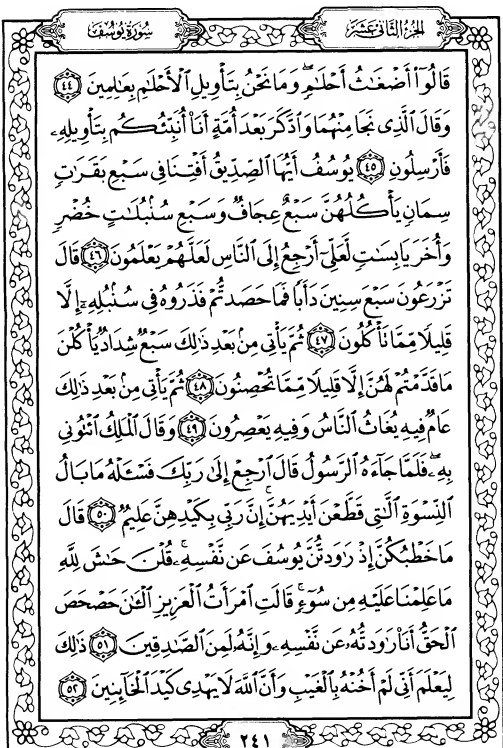 الجزء الثاني عشر
سورة يوسف
قَالُوٓا۟ أَضْغَٰثُ أَحْلَٰمٍۢ ۖ وَمَا نَحْنُ بِتَأْوِيلِ ٱلْأَحْلَٰمِ بِعَٰلِمِينَ ٤٤
وَقَالَ ٱلَّذِى نَجَا مِنْهُمَا وَٱدَّكَرَ بَعْدَ أُمَّةٍ أَنَا۠ أُنَبِّئُكُم بِتَأْوِيلِهِۦ
فَأَرْسِلُونِ ٤٥ يُوسُفُ أَيُّهَا ٱلصِّدِّيقُ أَفْتِنَا فِى سَبْعِ بَقَرَٰتٍۢ
سِمَانٍۢ يَأْكُلُهُنَّ سَبْعٌ عِجَافٌۭ وَسَبْعِ سُنۢبُلَٰتٍ خُضْرٍۢ
وَأُخَرَ يَابِسَٰتٍۢ لَّعَلِّىٓ أَرْجِعُ إِلَى ٱلنَّاسِ لَعَلَّهُمْ يَعْلَمُونَ ٤٦ قَالَ
تَزْرَعُونَ سَبْعَ سِنِينَ دَأَبًۭا فَمَا حَصَدتُّمْ فَذَرُوهُ فِى سُنۢبُلِهِۦٓ إِلَّا
قَلِيلًۭا مِّمَّا تَأْكُلُونَ ٤٧ ثُمَّ يَأْتِى مِنۢ بَعْدِ ذَٰلِكَ سَبْعٌۭ شِدَادٌۭ يَأْكُلْنَ
مَا قَدَّمْتُمْ لَهُنَّ إِلَّا قَلِيلًۭا مِّمَّا تُحْصِنُونَ ٤٨ ثُمَّ يَأْتِى مِنۢ بَعْدِ ذَٰلِكَ
عَامٌۭ فِيهِ يُغَاثُ ٱلنَّاسُ وَفِيهِ يَعْصِرُونَ ٤٩ وَقَالَ ٱلْمَلِكُ ٱئْتُونِى
بِهِۦ ۖ فَلَمَّا جَآءَهُ ٱلرَّسُولُ قَالَ ٱرْجِعْ إِلَىٰ رَبِّكَ فَسْـَٔلْهُ مَا بَالُ
ٱلنِّسْوَةِ ٱلَّٰتِى قَطَّعْنَ أَيْدِيَهُنَّ ۚ إِنَّ رَبِّى بِكَيْدِهِنَّ عَلِيمٌۭ ٥٠ قَالَ
مَا خَطْبُكُنَّ إِذْ رَٰوَدتُّنَّ يُوسُفَ عَن نَّفْسِهِۦ ۚ قُلْنَ حَٰشَ لِلَّهِ
مَا عَلِمْنَا عَلَيْهِ مِن سُوٓءٍۢ ۚ قَالَتِ ٱمْرَأَتُ ٱلْعَزِيزِ ٱلْـَٰٔنَ حَصْحَصَ
ٱلْحَقُّ أَنَا۠ رَٰوَدتُّهُۥ عَن نَّفْسِهِۦ وَإِنَّهُۥ لَمِنَ ٱلصَّٰدِقِينَ ٥١ ذَٰلِكَ
لِيَعْلَمَ أَنِّى لَمْ أَخُنْهُ بِٱلْغَيْبِ وَأَنَّ ٱللَّهَ لَا يَهْدِى كَيْدَ ٱلْخَآئِنِينَ ٥٢
٢٤١